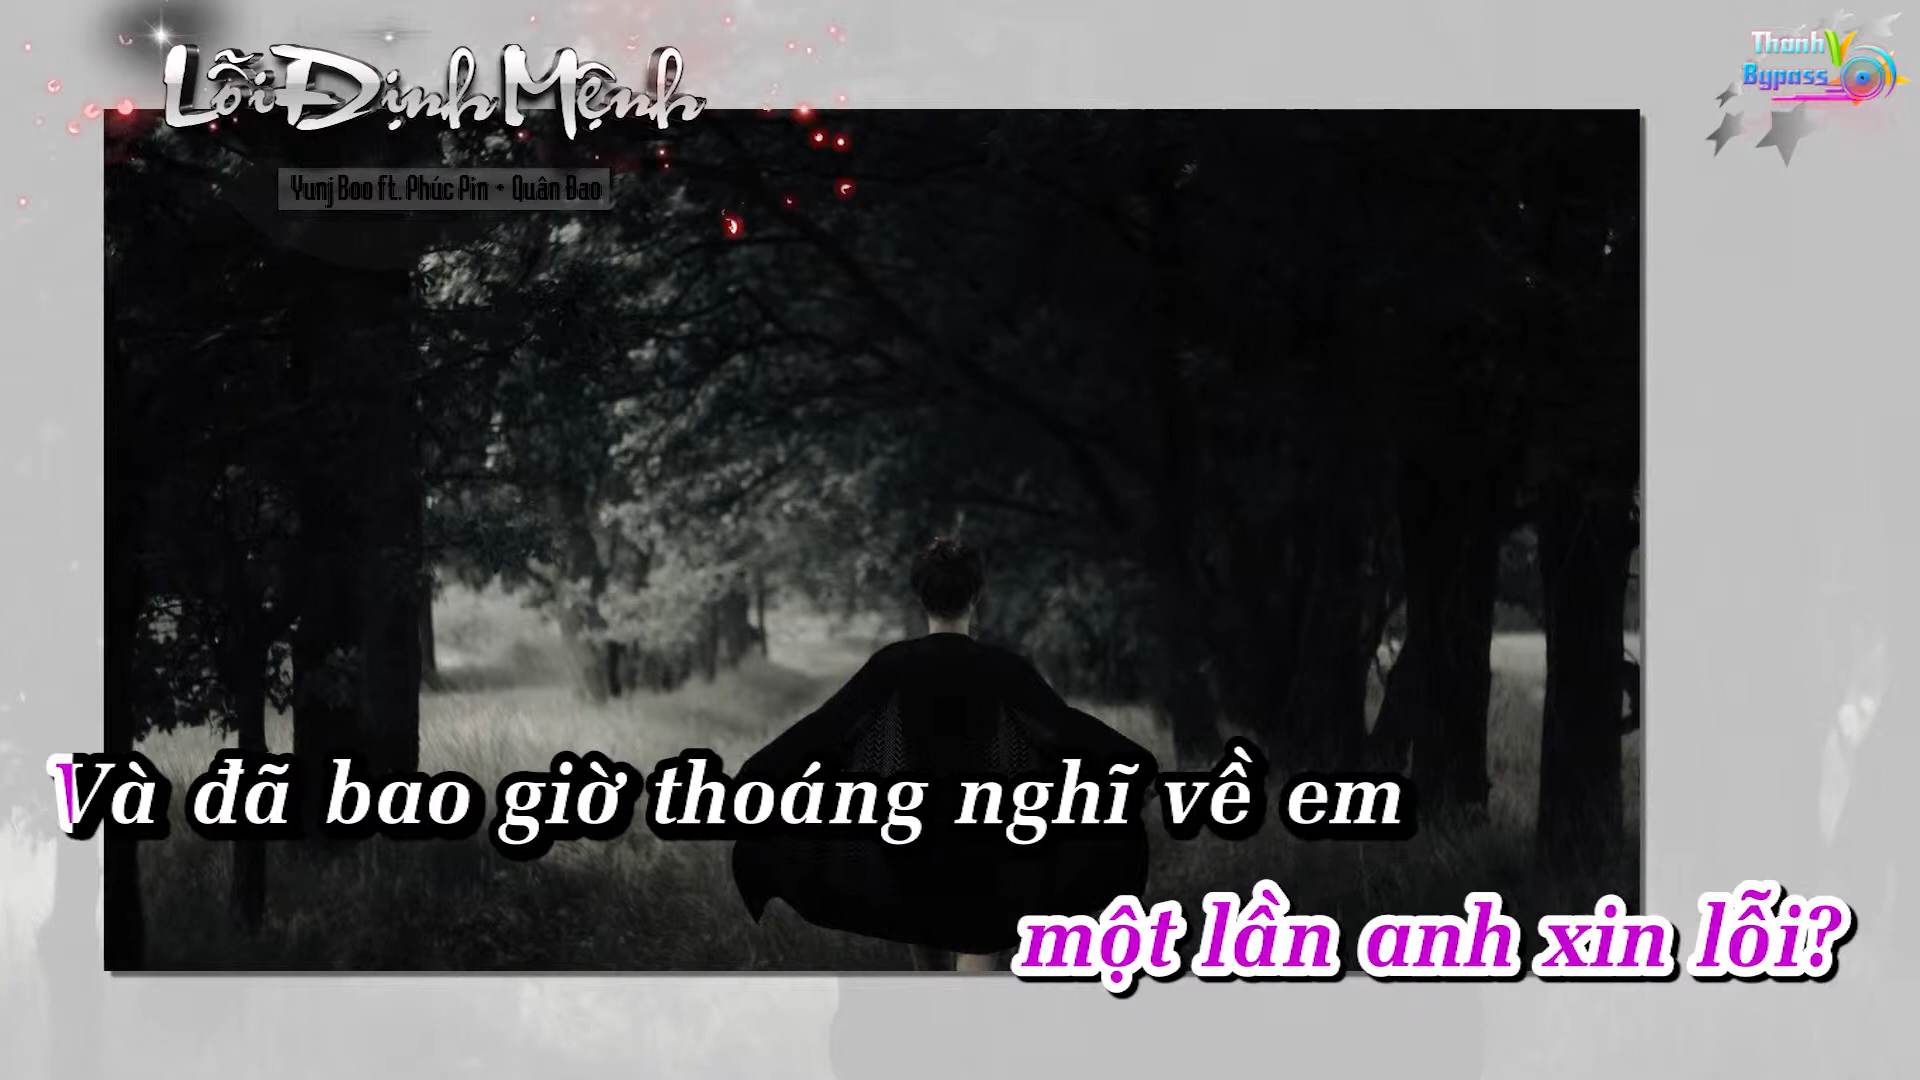 Lỗi Định Mệnh
Yunj Boo ft. Phúc Pin + Quân Bao
Thanh V
Bypass
Và đã bao giờ thoáng nghĩ về em
một lần anh xin lỗi?